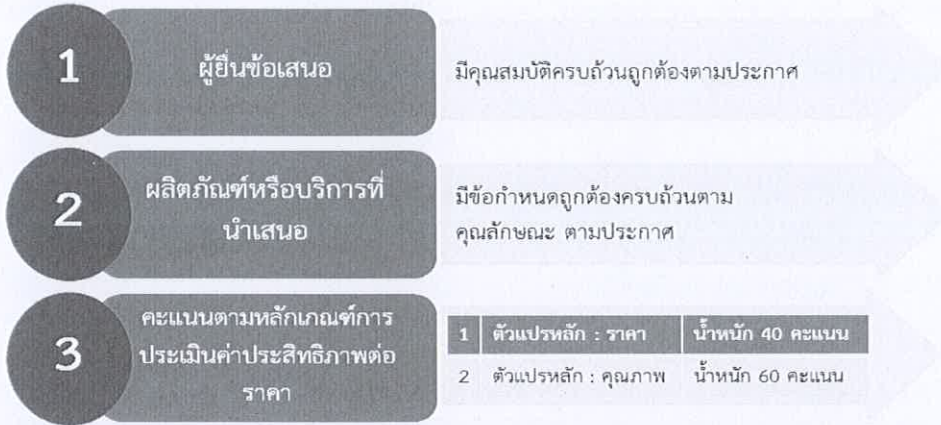 1
ผู้ยื่นข้อเสนอ
มีคุณสมบัติครบถ้วนถูกต้องตามประกาศ
2
ผลิตภัณฑ์หรือบริการที่
นำเสนอ
มีข้อกำหนดถูกต้องครบถ้วนตาม
คุณลักษณะ ตามประกาศ
3
คะแนนตามหลักเกณฑ์การ
ประเมินค่าประสิทธิภาพต่อ
ราคา
1 ตัวแปรหลัก : ราคา น้ำหนัก 40 คะแนน
2 ตัวแปรหลัก : คุณภาพ น้ำหนัก 60 คะแนน